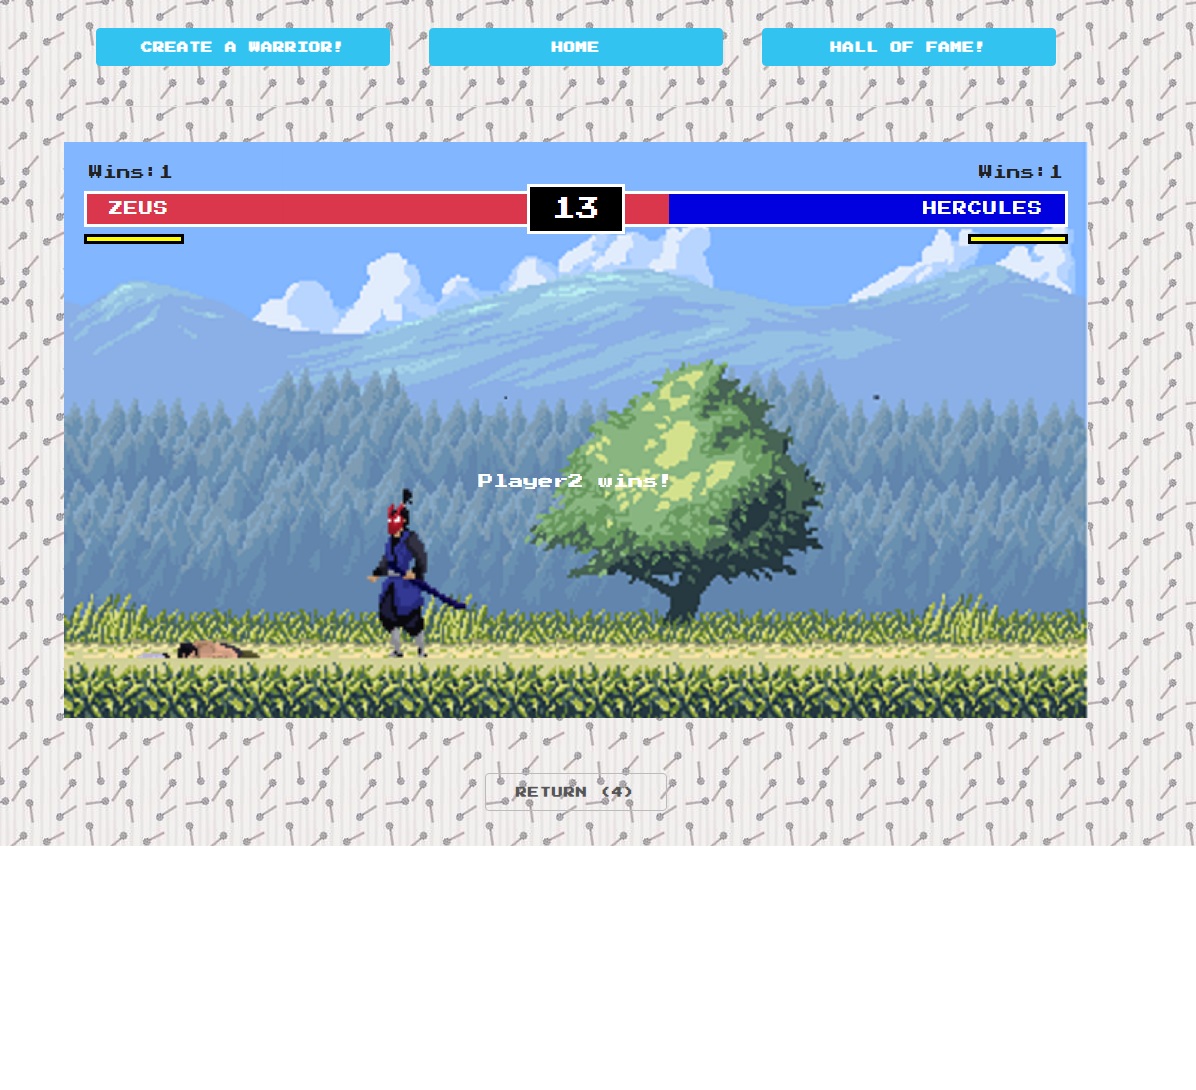 CREATE A WARRIOR!
HOME
HALL OF FAME!
Wins:1
Wins:1
ZEUS
13
HERCULES
Player2 wins!
RETURN (4)